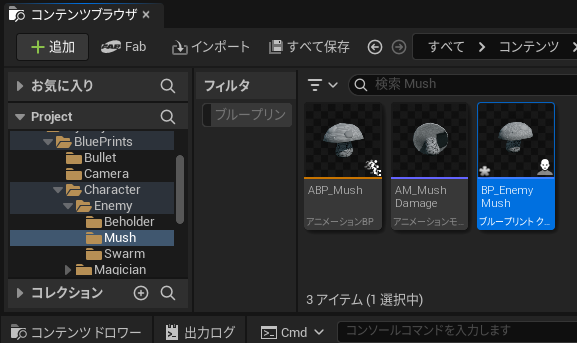 コンテンツブラウザ
追加
Fab
インポート
すべて保存
すべて
コンテンツ
お気に入り
Project
BluePrints
Bullet
Camera
Character
Enemy
Beholder
Mush
Swarm
Magician
コレクション
フィルタ
ブループリン
検索 Mush
ABP_Mush
アニメーションBP
AM_Mush
Damage
アニメーションモ...
BP_Enemy
Mush
ブループリント ク...
3 アイテム (1 選択中)
コンテンツ ドロワー
出力ログ
Cmd
コンソールコマンドを入力します